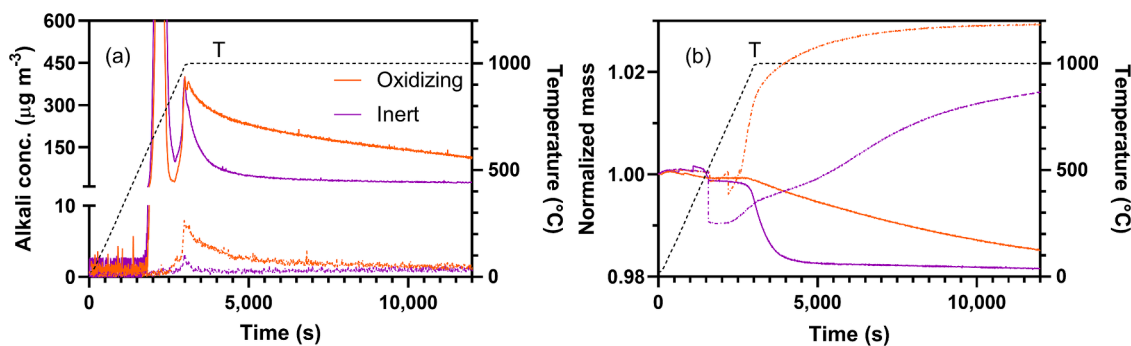 (a)
T
Oxidizing
Inert
Alkali conc. (µg m⁻³)
600
450
300
150
10
0
1000
500
0
Temperature (°C)
0
5,000
10,000
Time (s)
(b)
T
Normalized mass
1.02
1.00
0.98
1000
500
0
Temperature (°C)
0
5,000
10,000
Time (s)